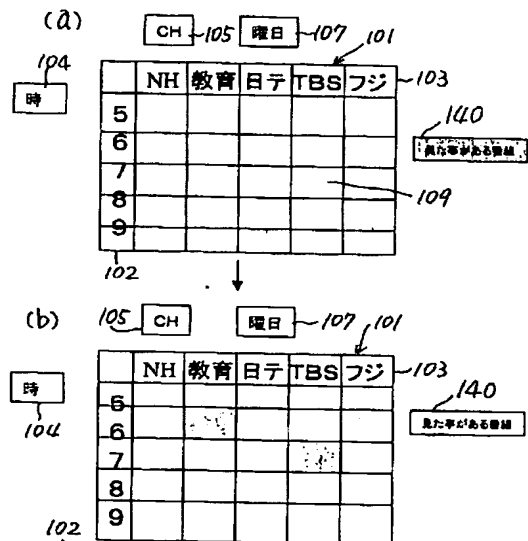 (a)
CH 105 曜日 107 101
104
時
NH 教育 日テ TBS フジ 103
5
6
140
見た事がある番組
7
109
8
9
102
(b)
105 CH 曜日 107 101
NH 教育 日テ TBS フジ 103
時
104
5
6
140
見た事がある番組
7
8
9
102